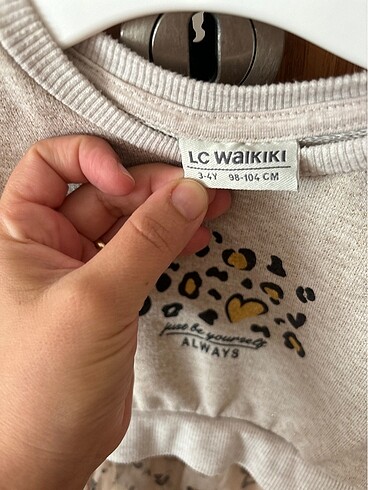 LC WAIKIKI
3-4Y 98-104 CM
just be yourself
ALWAYS